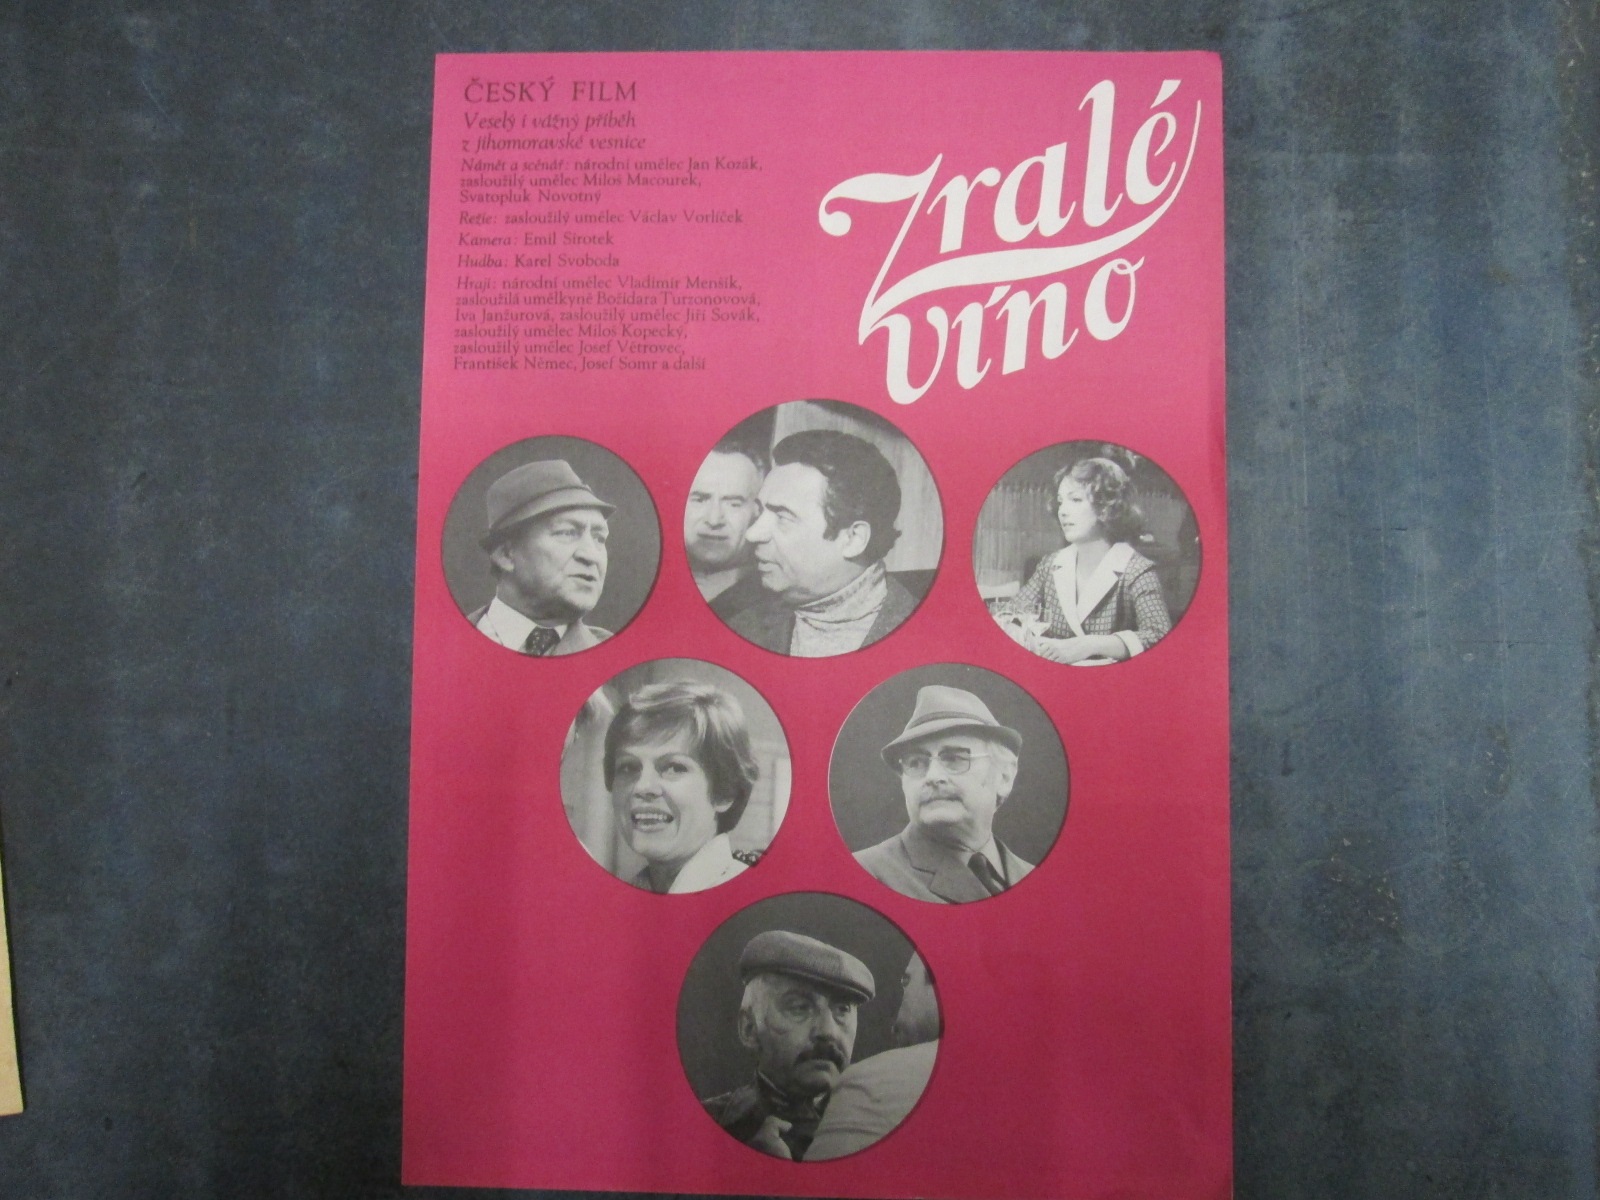 ČESKÝ FILM
Veselý i vážný příběh
z jihomoravské vesnice
Námět a scénář: národní umělec Jan Kozák,
zasloužilý umělec Miloš Macourek,
Svatopluk Novotný
Režie: zasloužilý umělec Václav Vorlíček
Kamera: Emil Sirotek
Hudba: Karel Svoboda
Hrají: národní umělec Vladimír Menšík,
zasloužilá umělkyně Božidara Turzonovová,
Iva Janžurová, zasloužilý umělec Jiří Sovák,
zasloužilý umělec Miloš Kopecký,
zasloužilý umělec Josef Větrovec,
František Němec, Josef Somr a další
Zralé
víno